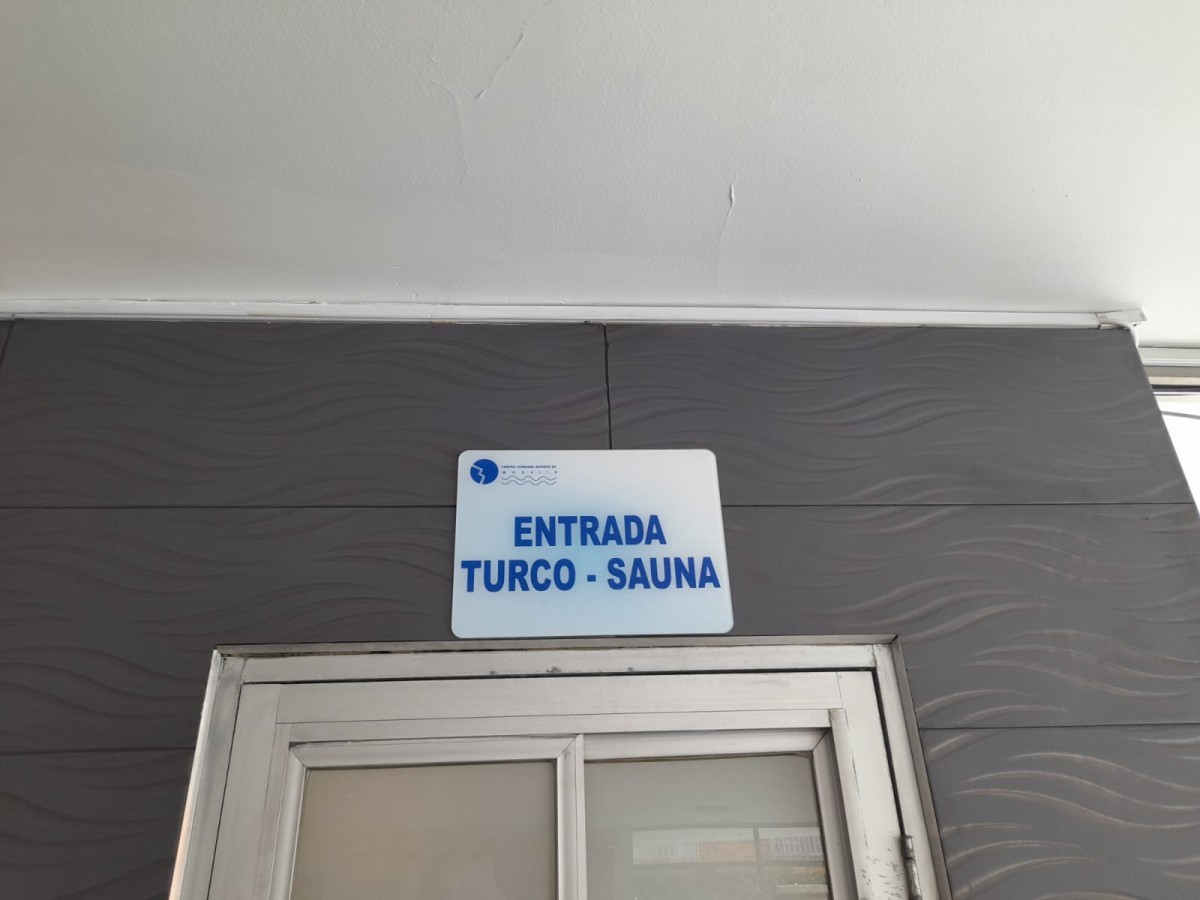 M O D E L I A
ENTRADA
TURCO - SAUNA